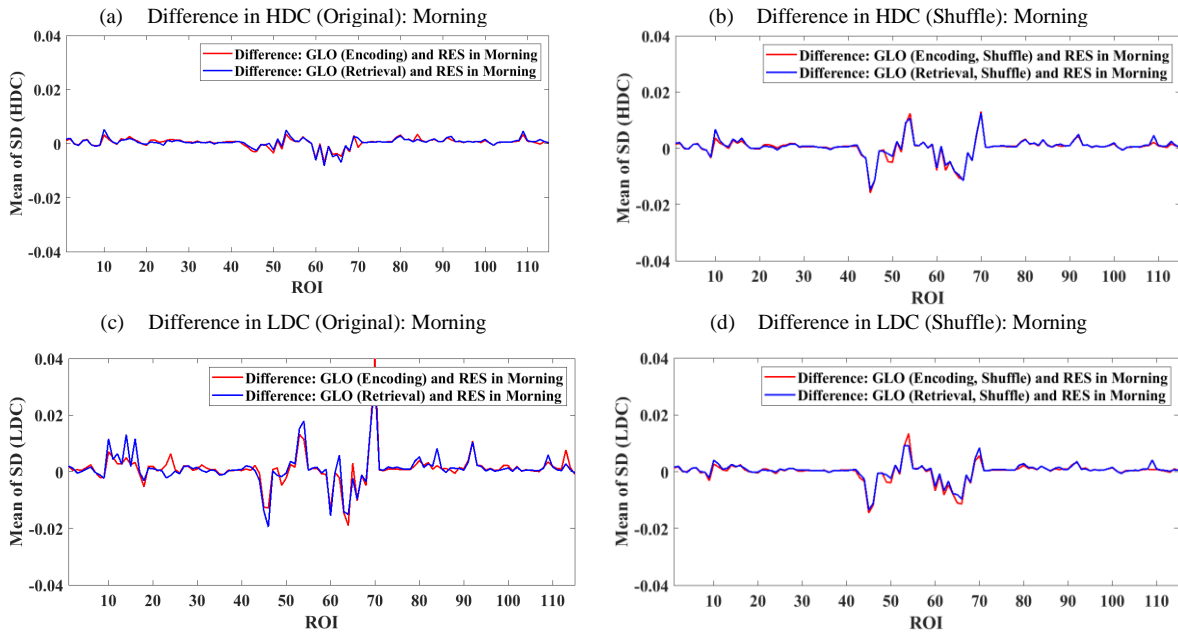 (a) Difference in HDC (Original): Morning
0.04
0.02
0
-0.02
-0.04
Mean of SD (HDC)
Difference: GLO (Encoding) and RES in Morning
Difference: GLO (Retrieval) and RES in Morning
10 20 30 40 50 60 70 80 90 100 110
ROI
(b) Difference in HDC (Shuffle): Morning
0.04
0.02
0
-0.02
-0.04
Mean of SD (HDC)
Difference: GLO (Encoding, Shuffle) and RES in Morning
Difference: GLO (Retrieval, Shuffle) and RES in Morning
10 20 30 40 50 60 70 80 90 100 110
ROI
(c) Difference in LDC (Original): Morning
0.04
0.02
0
-0.02
-0.04
Mean of SD (LDC)
Difference: GLO (Encoding) and RES in Morning
Difference: GLO (Retrieval) and RES in Morning
10 20 30 40 50 60 70 80 90 100 110
ROI
(d) Difference in LDC (Shuffle): Morning
0.04
0.02
0
-0.02
-0.04
Mean of SD (LDC)
Difference: GLO (Encoding, Shuffle) and RES in Morning
Difference: GLO (Retrieval, Shuffle) and RES in Morning
10 20 30 40 50 60 70 80 90 100 110
ROI